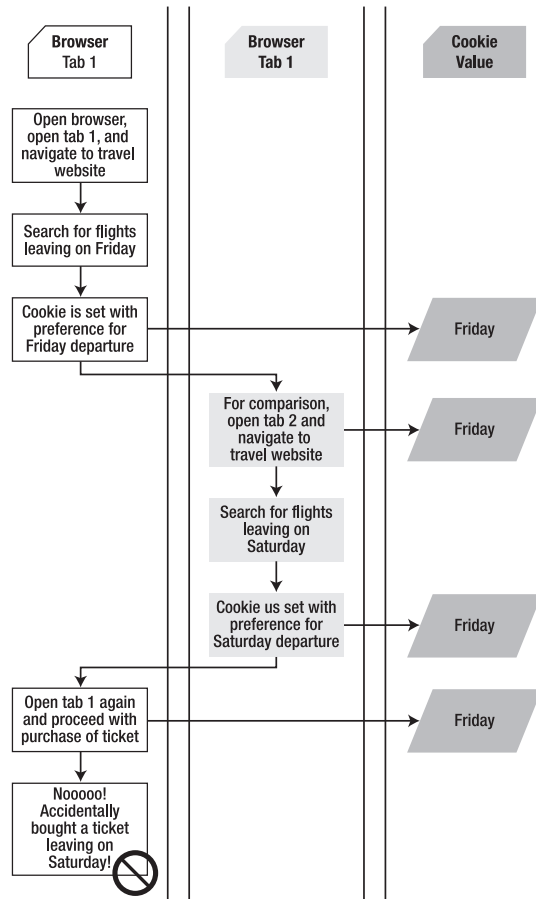 Browser
Tab 1
Browser
Tab 1
Cookie
Value
Open browser,
open tab 1, and
navigate to travel
website
Search for flights
leaving on Friday
Cookie is set with
preference for
Friday departure
Friday
For comparison,
open tab 2 and
navigate to
travel website
Friday
Search for flights
leaving on
Saturday
Cookie us set with
preference for
Saturday departure
Friday
Open tab 1 again
and proceed with
purchase of ticket
Friday
Nooooo!
Accidentally
bought a ticket
leaving on
Saturday!